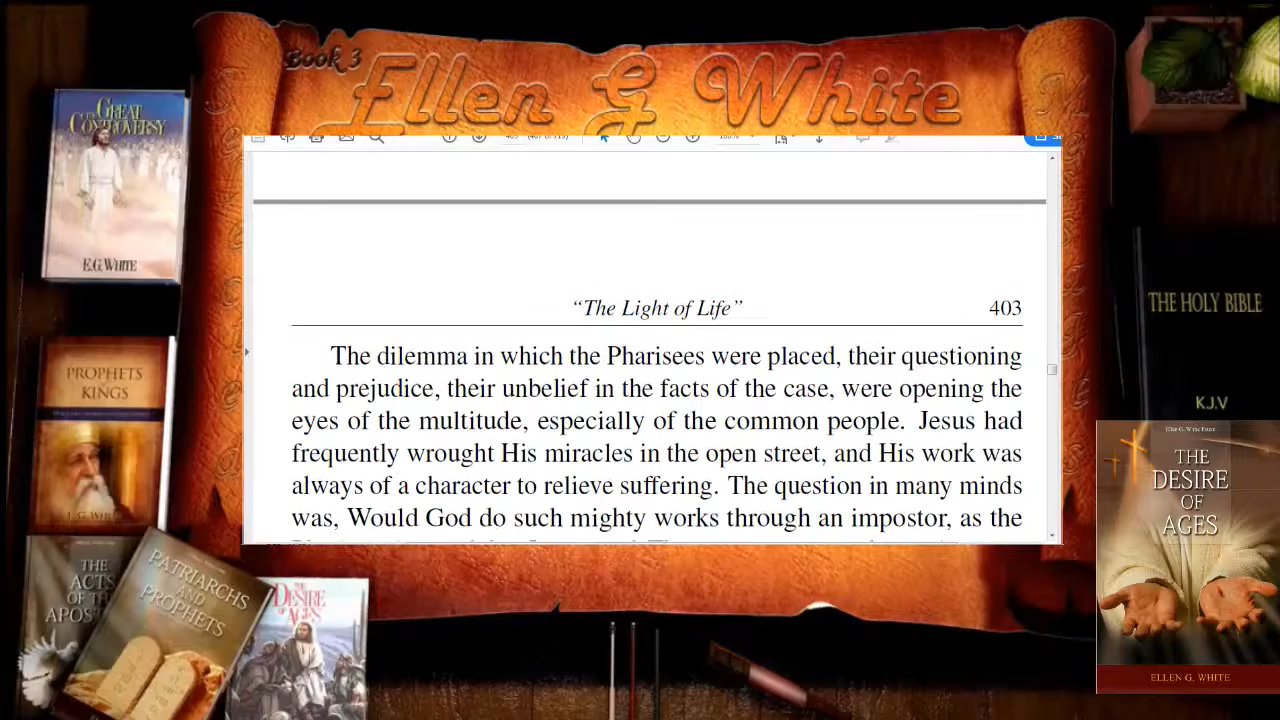 Book 3
Ellen G White
THE
GREAT
CONTROVERSY
E.G. WHITE
PROPHETS
AND
KINGS
E.G. WHITE
THE
ACTS
OF THE
PATRIARCHS
AND
PROPHETS
THE
DESIRE
OF AGES
“The Light of Life” 403
The dilemma in which the Pharisees were placed, their questioning
and prejudice, their unbelief in the facts of the case, were opening the
eyes of the multitude, especially of the common people. Jesus had
frequently wrought His miracles in the open street, and His work was
always of a character to relieve suffering. The question in many minds
was, Would God do such mighty works through an impostor, as the
THE HOLY BIBLE
K.J.V
THE
DESIRE
OF
AGES
ELLEN G. WHITE